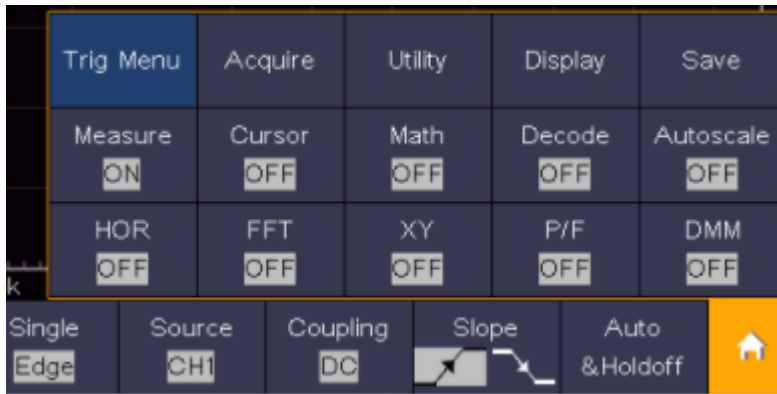 Trig Menu Acquire Utility Display Save
Measure Cursor Math Decode Autoscale
ON OFF OFF OFF OFF
HOR FFT XY P/F DMM
OFF OFF OFF OFF OFF
k
Single Source Coupling Slope Auto
Edge CH1 DC &Holdoff